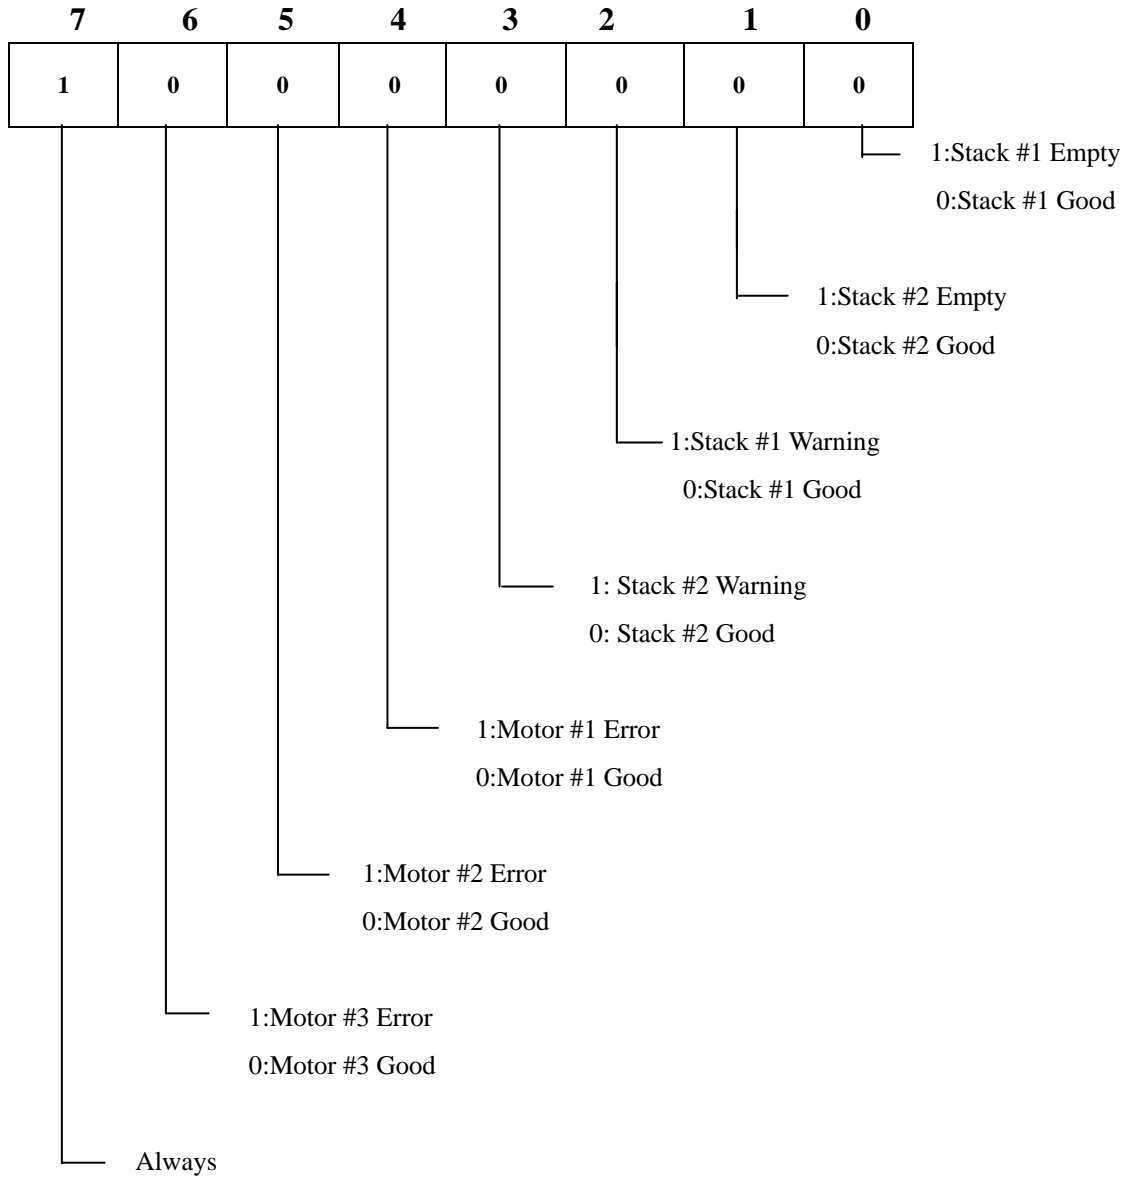 7 6 5 4 3 2 1 0
1 0 0 0 0 0 0 0
1:Stack #1 Empty
0:Stack #1 Good
1:Stack #2 Empty
0:Stack #2 Good
1:Stack #1 Warning
0:Stack #1 Good
1: Stack #2 Warning
0: Stack #2 Good
1:Motor #1 Error
0:Motor #1 Good
1:Motor #2 Error
0:Motor #2 Good
1:Motor #3 Error
0:Motor #3 Good
Always